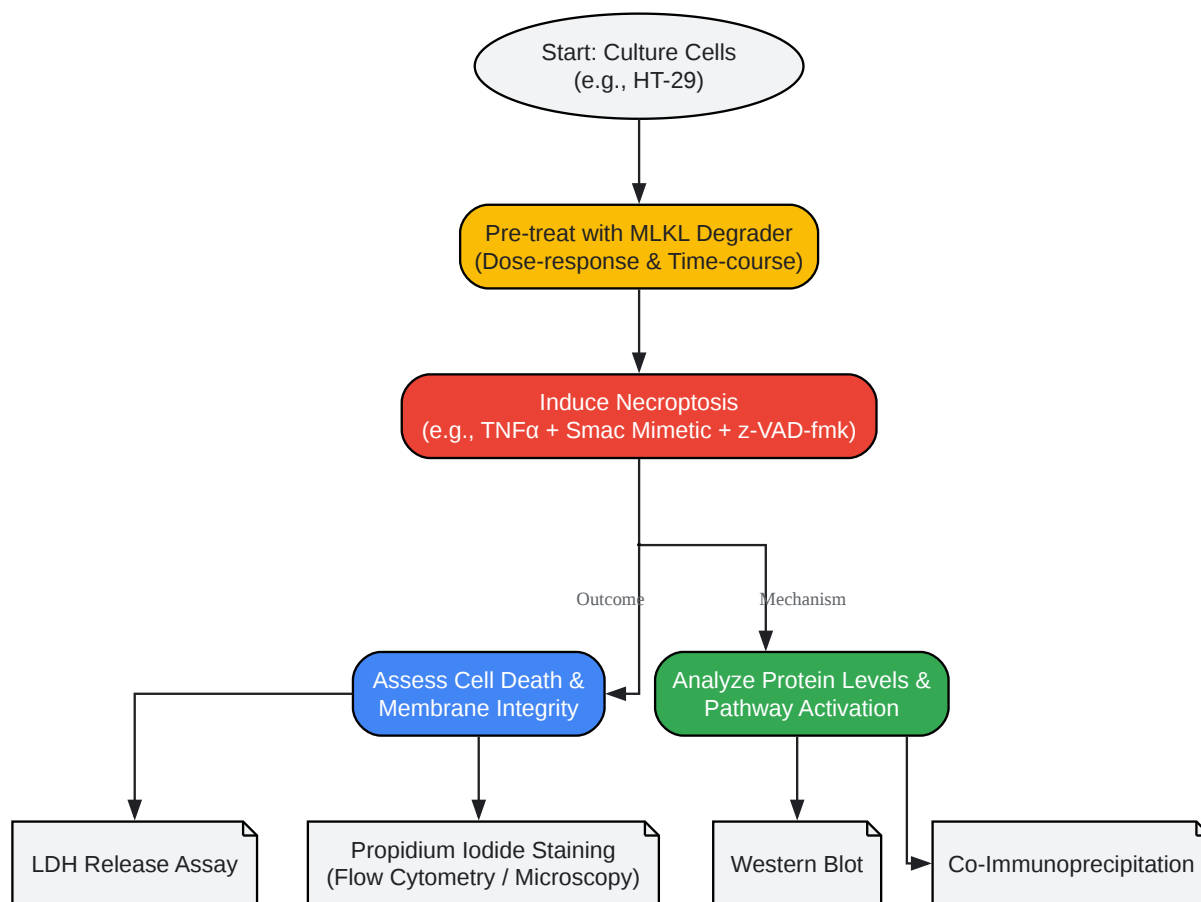 Start: Culture Cells
(e.g., HT-29)
Pre-treat with MLKL Degrader
(Dose-response & Time-course)
Induce Necroptosis
(e.g., TNFα + Smac Mimetic + z-VAD-fmk)
Outcome
Mechanism
Assess Cell Death &
Membrane Integrity
Analyze Protein Levels &
Pathway Activation
LDH Release Assay
Propidium Iodide Staining
(Flow Cytometry / Microscopy)
Western Blot
Co-Immunoprecipitation